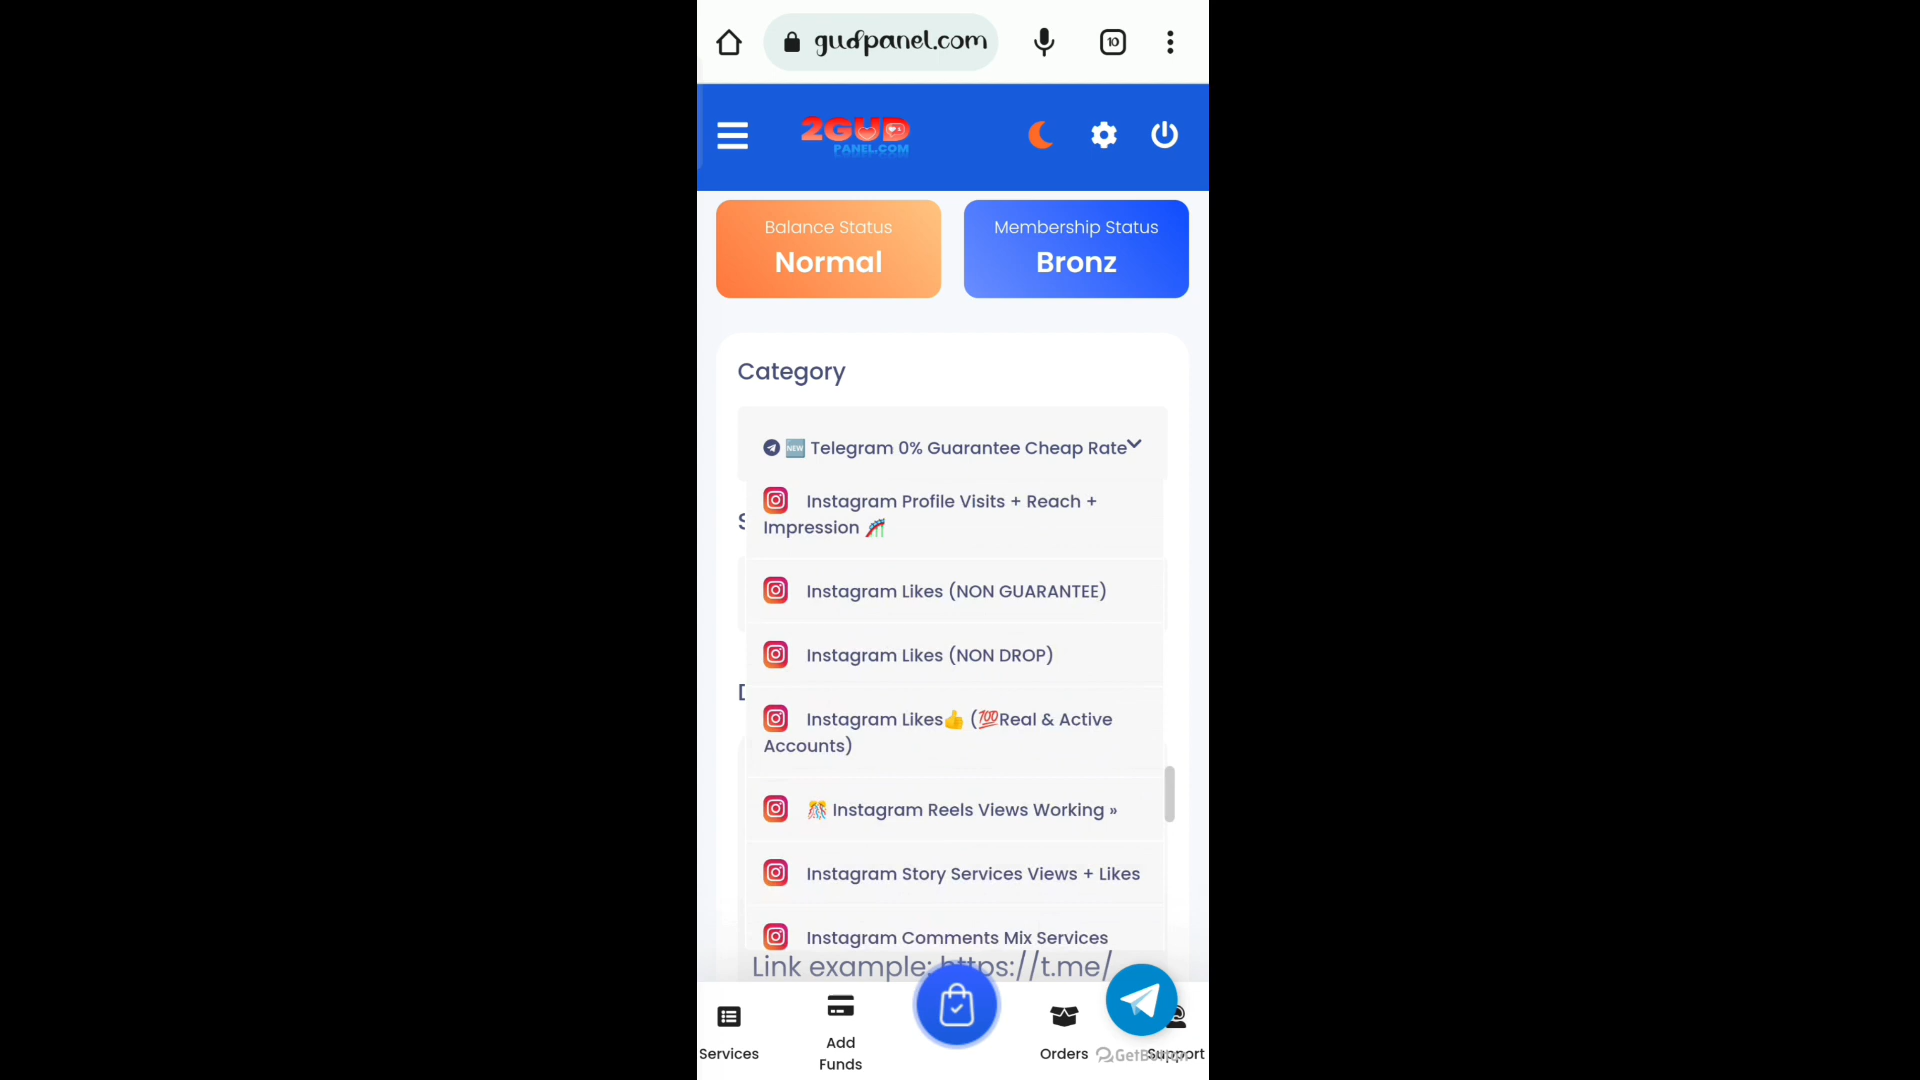 gudpanel.com
10
2GUD
PANEL.COM
Balance Status
Normal
Membership Status
Bronz
Category
NEW Telegram 0% Guarantee Cheap Rate
Instagram Profile Visits + Reach +
Impression 🎢
Instagram Likes (NON GUARANTEE)
Instagram Likes (NON DROP)
Instagram Likes👍 (💯Real & Active
Accounts)
🎊 Instagram Reels Views Working »
Instagram Story Services Views + Likes
Instagram Comments Mix Services
Link example: https://t.me/
Services
Add
Funds
Orders
GetButton
Support